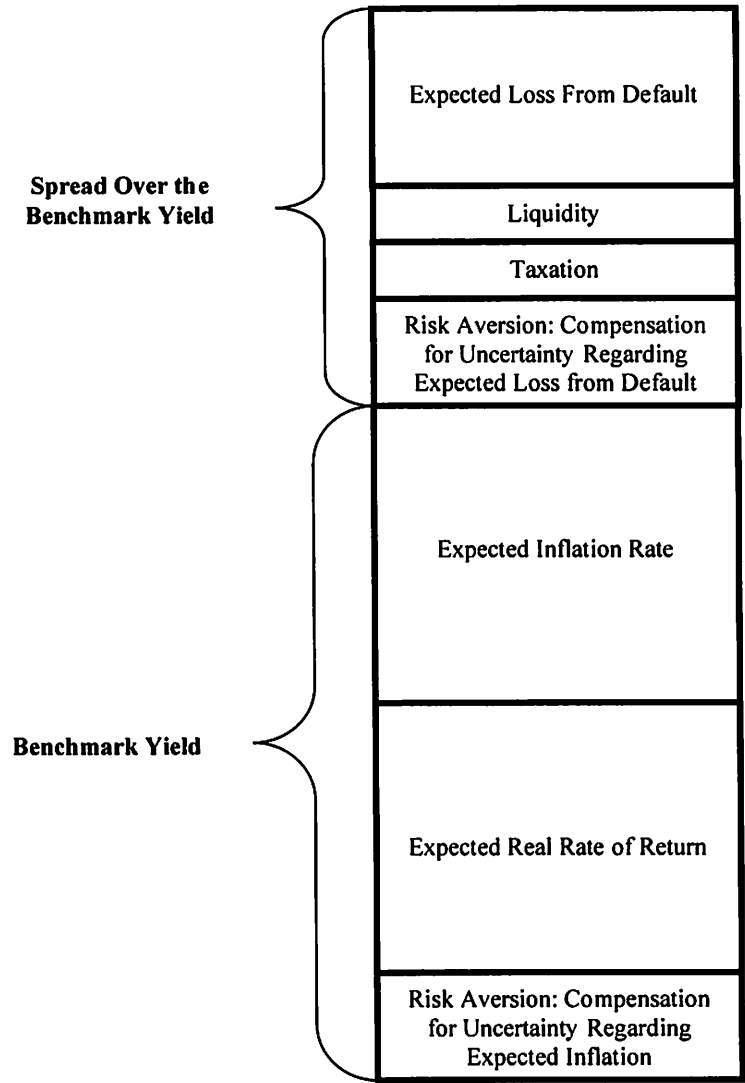 Expected Loss From Default
Spread Over the
Benchmark Yield
Liquidity
Taxation
Risk Aversion: Compensation
for Uncertainty Regarding
Expected Loss from Default
Expected Inflation Rate
Benchmark Yield
Expected Real Rate of Return
Risk Aversion: Compensation
for Uncertainty Regarding
Expected Inflation